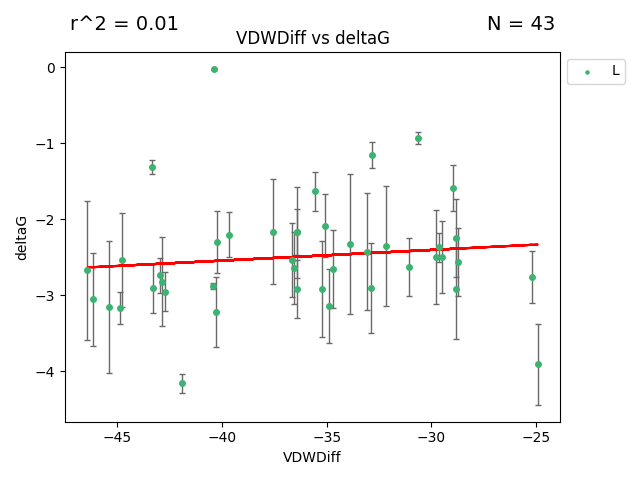 r^2 = 0.01
N = 43
VDWDiff vs deltaG
L
0
−1
−2
−3
−4
deltaG
−45
−40
−35
−30
−25
VDWDiff